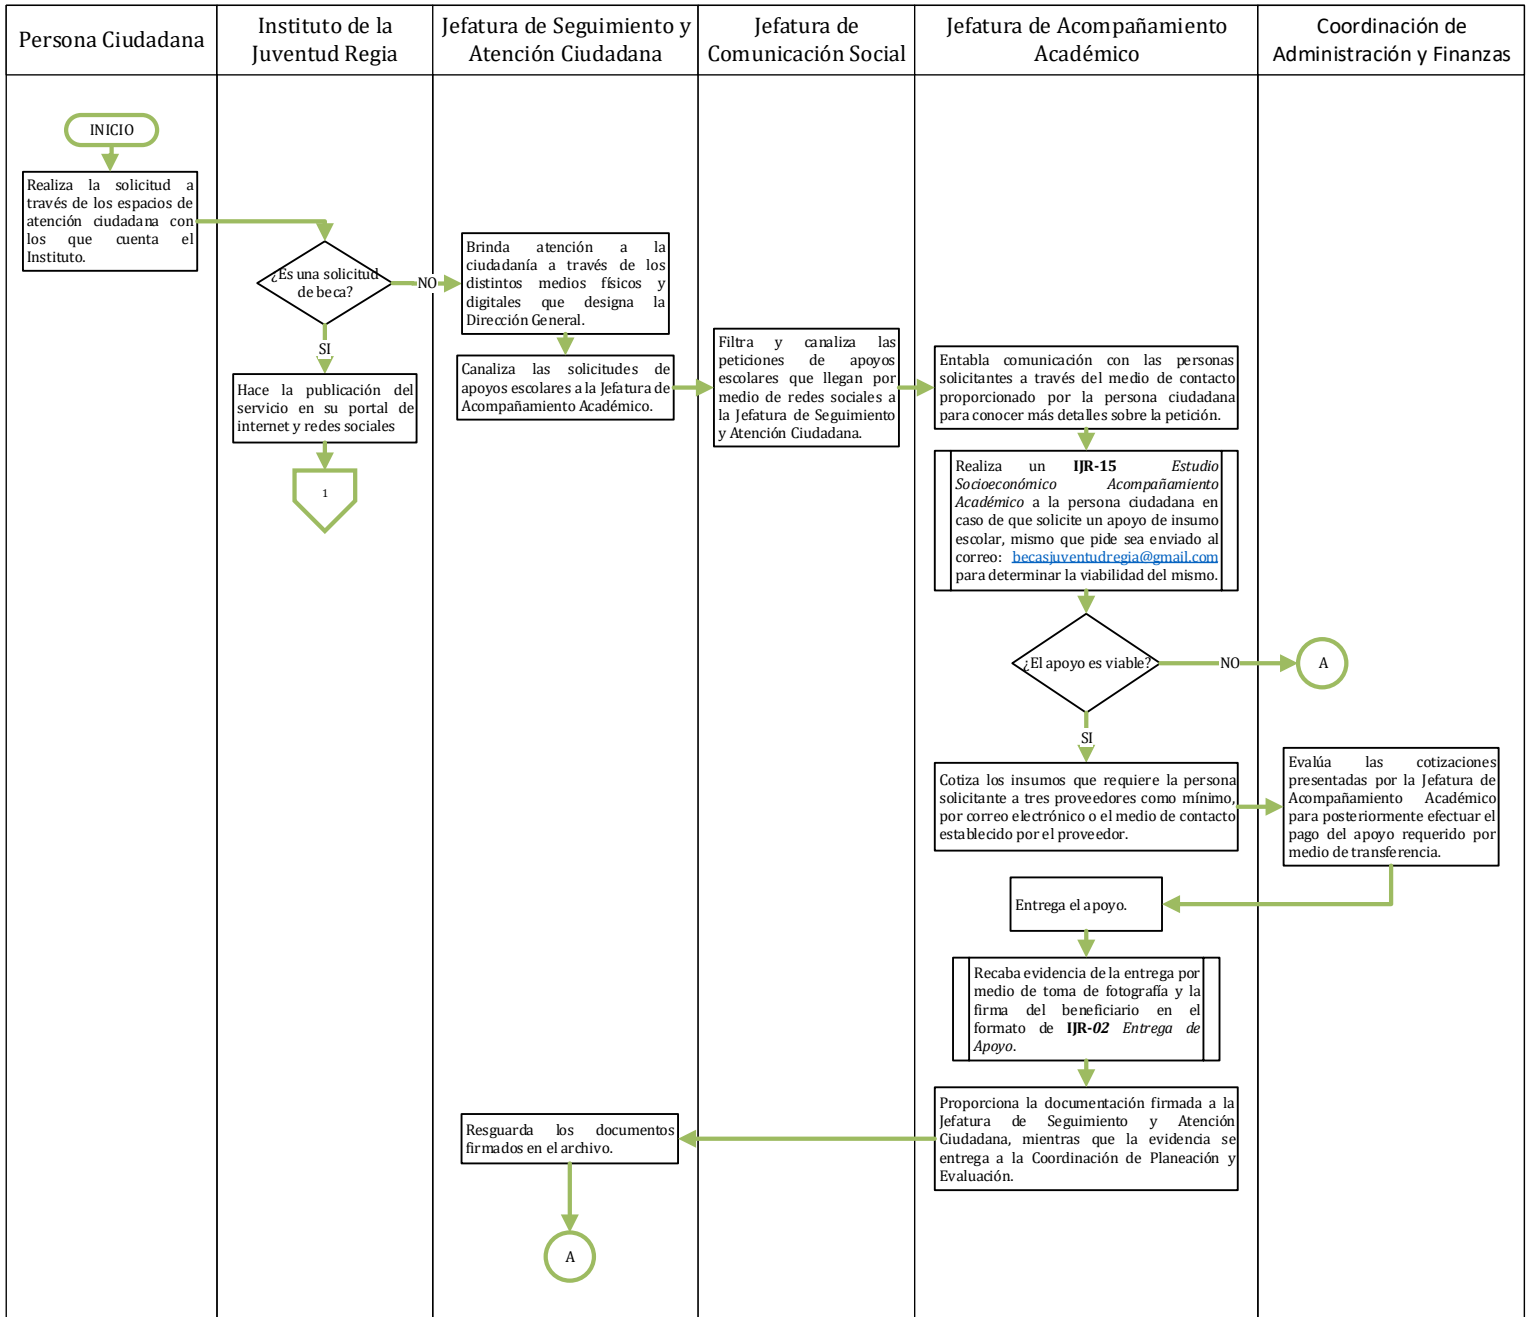 Persona Ciudadana
Instituto de la
Juventud Regia
Jefatura de Seguimiento y
Atención Ciudadana
Jefatura de
Comunicación Social
Jefatura de Acompañamiento
Académico
Coordinación de
Administración y Finanzas
INICIO
Realiza la solicitud a
través de los espacios de
atención ciudadana con
los que cuenta el
Instituto.
¿Es una solicitud
de beca?
NO
SI
Hace la publicación del
servicio en su portal de
internet y redes sociales
1
Brinda atención a la
ciudadanía a través de los
distintos medios físicos y
digitales que designa la
Dirección General.
Canaliza las solicitudes de
apoyos escolares a la Jefatura de
Acompañamiento Académico.
Filtra y canaliza las
peticiones de apoyos
escolares que llegan por
medio de redes sociales a
la Jefatura de Seguimiento
y Atención Ciudadana.
Entabla comunicación con las personas
solicitantes a través del medio de contacto
proporcionado por la persona ciudadana
para conocer más detalles sobre la petición.
Realiza un IJR-15 Estudio
Socioeconómico Acompañamiento
Académico a la persona ciudadana en
caso de que solicite un apoyo de insumo
escolar, mismo que pide sea enviado al
correo: becasjuventudregia@gmail.com
para determinar la viabilidad del mismo.
¿El apoyo es viable?
NO
A
SI
Cotiza los insumos que requiere la persona
solicitante a tres proveedores como mínimo,
por correo electrónico o el medio de contacto
establecido por el proveedor.
Evalúa las cotizaciones
presentadas por la Jefatura de
Acompañamiento Académico
para posteriormente efectuar el
pago del apoyo requerido por
medio de transferencia.
Entrega el apoyo.
Recaba evidencia de la entrega por
medio de toma de fotografía y la
firma del beneficiario en el
formato de IJR-02 Entrega de
Apoyo.
Proporciona la documentación firmada a la
Jefatura de Seguimiento y Atención
Ciudadana, mientras que la evidencia se
entrega a la Coordinación de Planeación y
Evaluación.
Resguarda los documentos
firmados en el archivo.
A